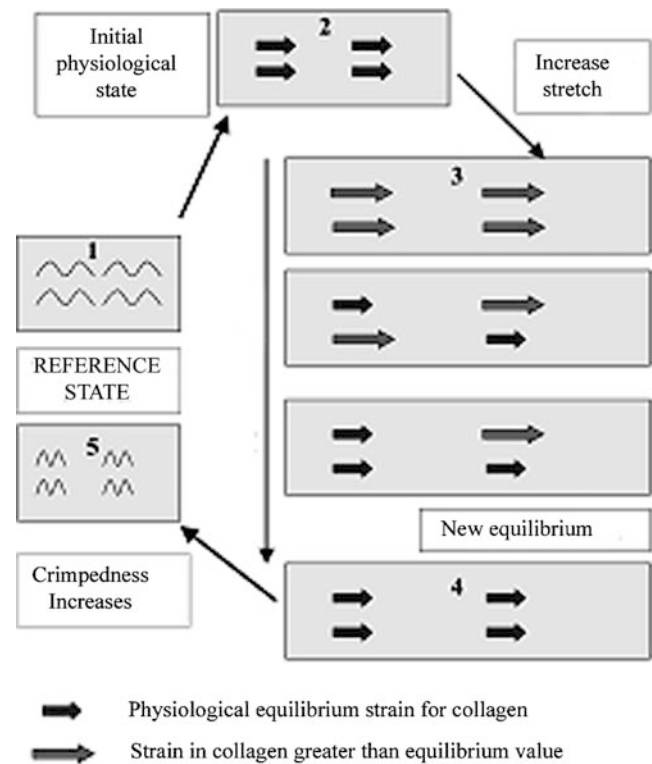 Initial
physiological
state
2
Increase
stretch
3
1
REFERENCE
STATE
5
New equilibrium
Crimpedness
Increases
4
Physiological equilibrium strain for collagen
Strain in collagen greater than equilibrium value